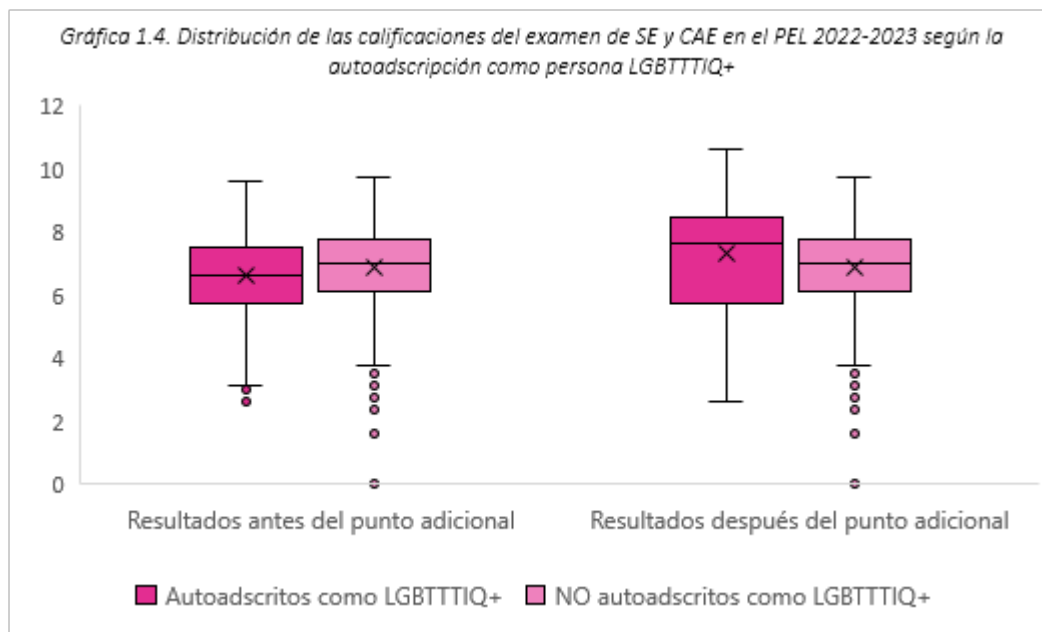 Gráfica 1.4. Distribución de las calificaciones del examen de SE y CAE en el PEL 2022-2023 según la
autoadscripción como persona LGBTTTIQ+
12
10
8
6
4
2
0
Resultados antes del punto adicional
Resultados después del punto adicional
Autoadscritos como LGBTTTIQ+
NO autoadscritos como LGBTTTIQ+